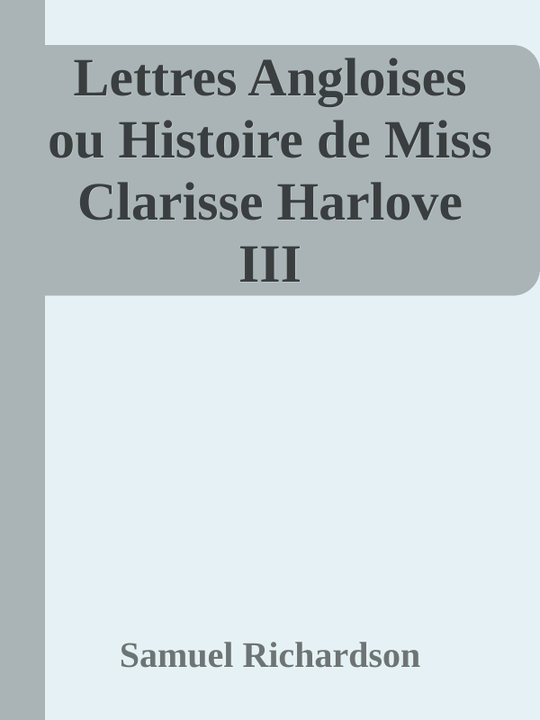 Lettres Angloises
ou Histoire de Miss
Clarisse Harlove
III
Samuel Richardson